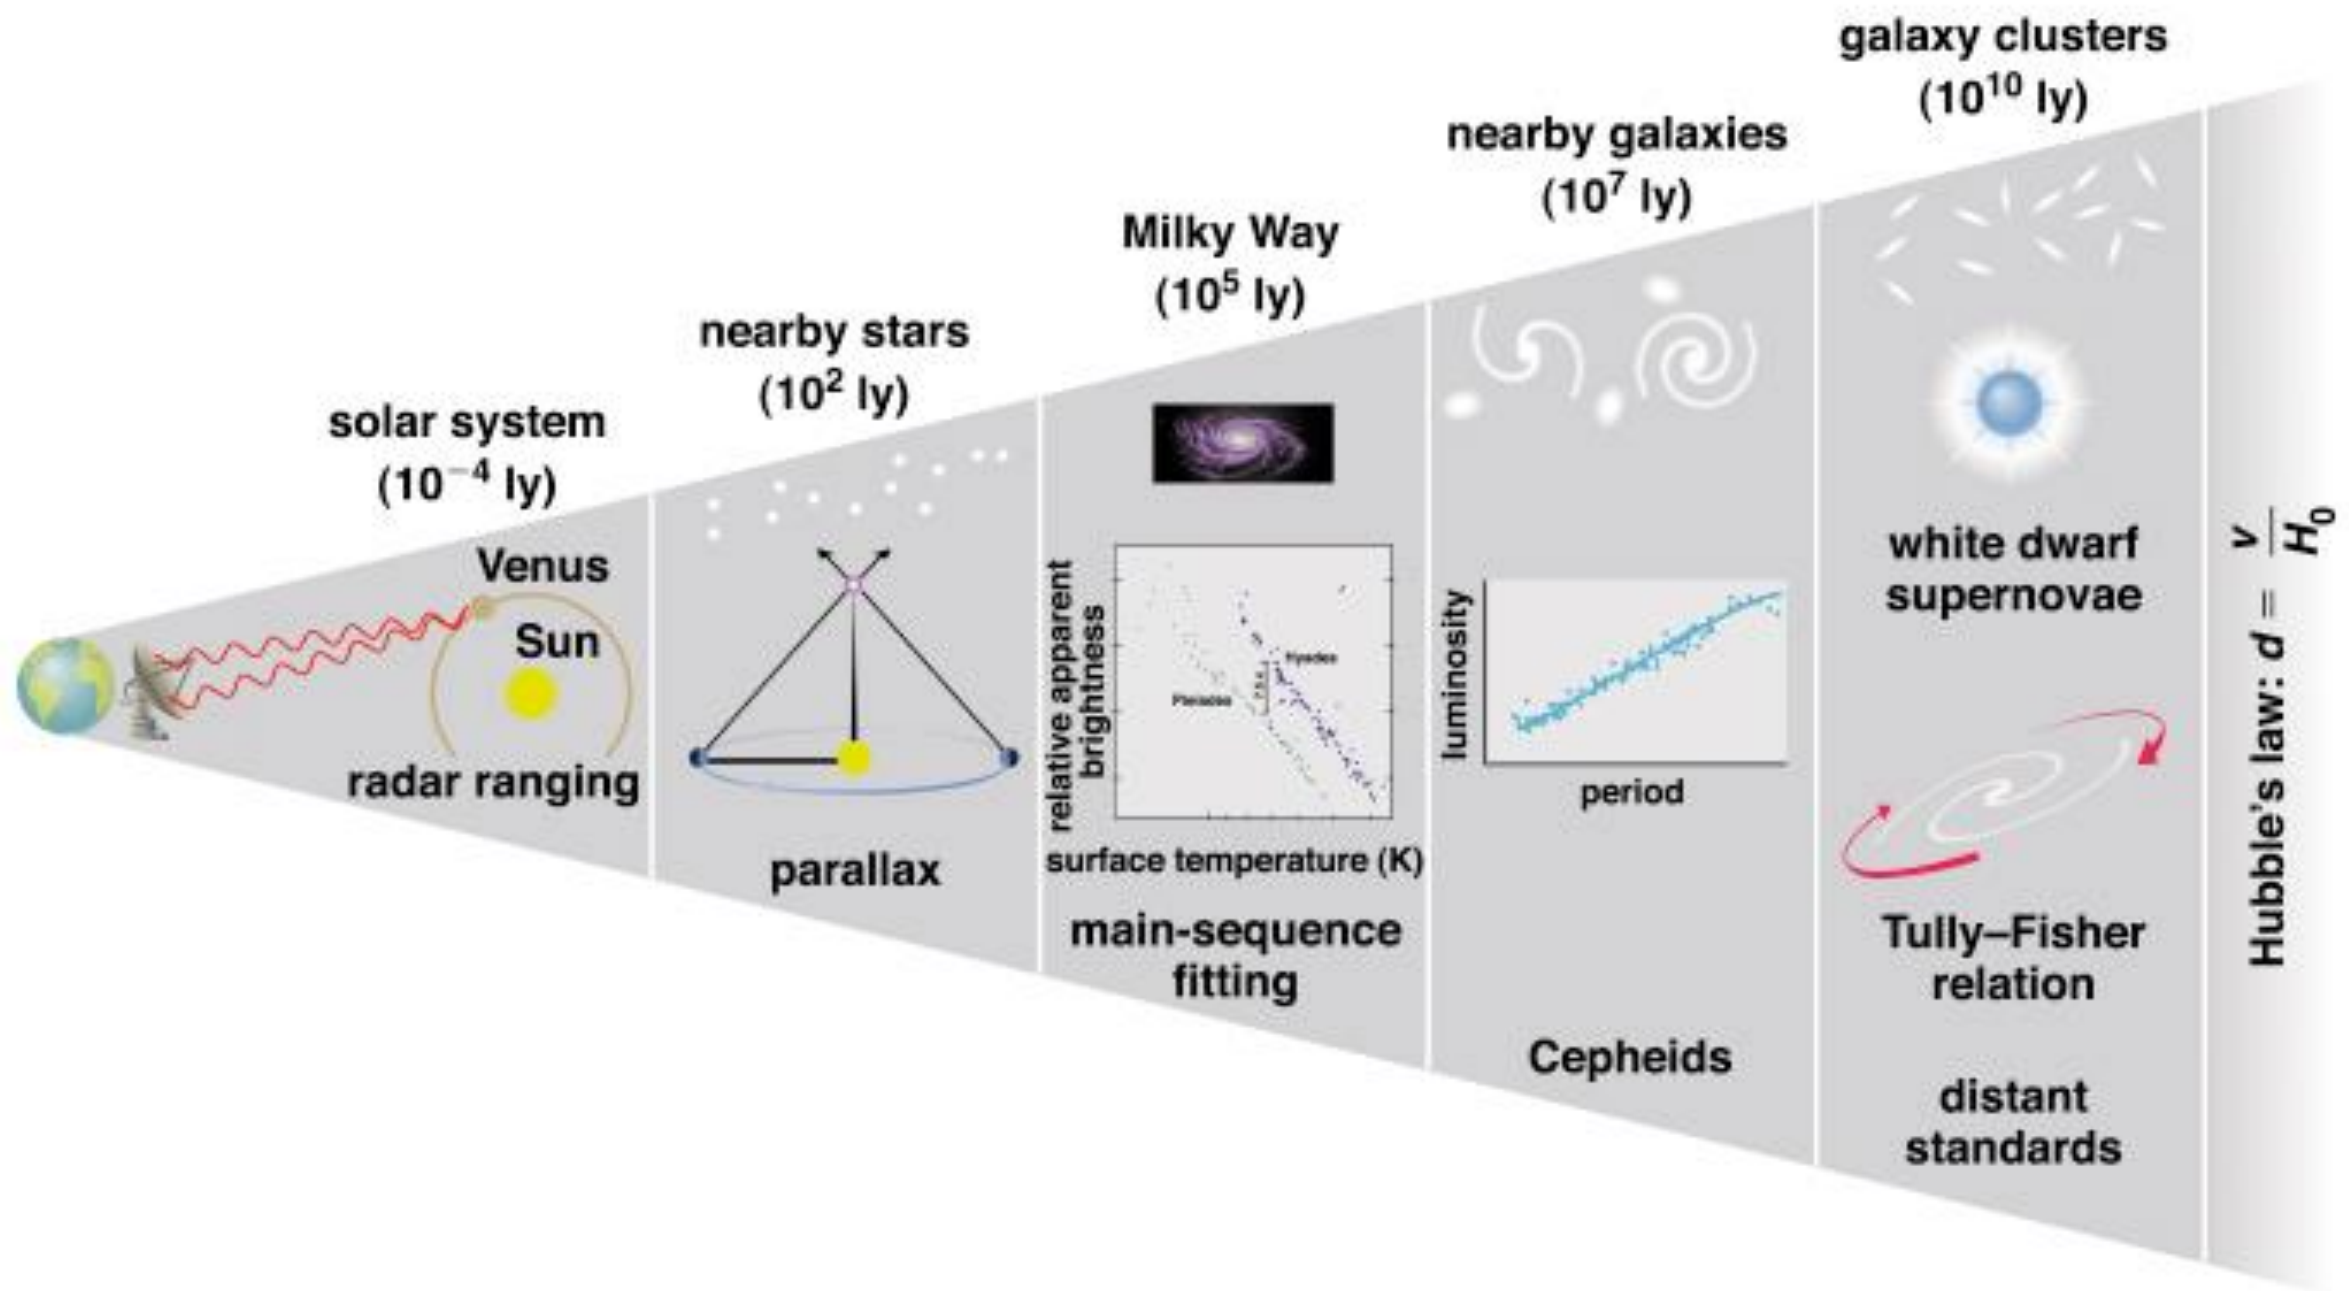 solar system
(10⁻⁴ ly)
Venus
Sun
radar ranging
nearby stars
(10² ly)
parallax
Milky Way
(10⁵ ly)
relative apparent
brightness
Hyades
Pleiades
surface temperature (K)
main-sequence
fitting
nearby galaxies
(10⁷ ly)
luminosity
period
Cepheids
galaxy clusters
(10¹⁰ ly)
white dwarf
supernovae
Tully–Fisher
relation
distant
standards
Hubble's law: d = v/H₀